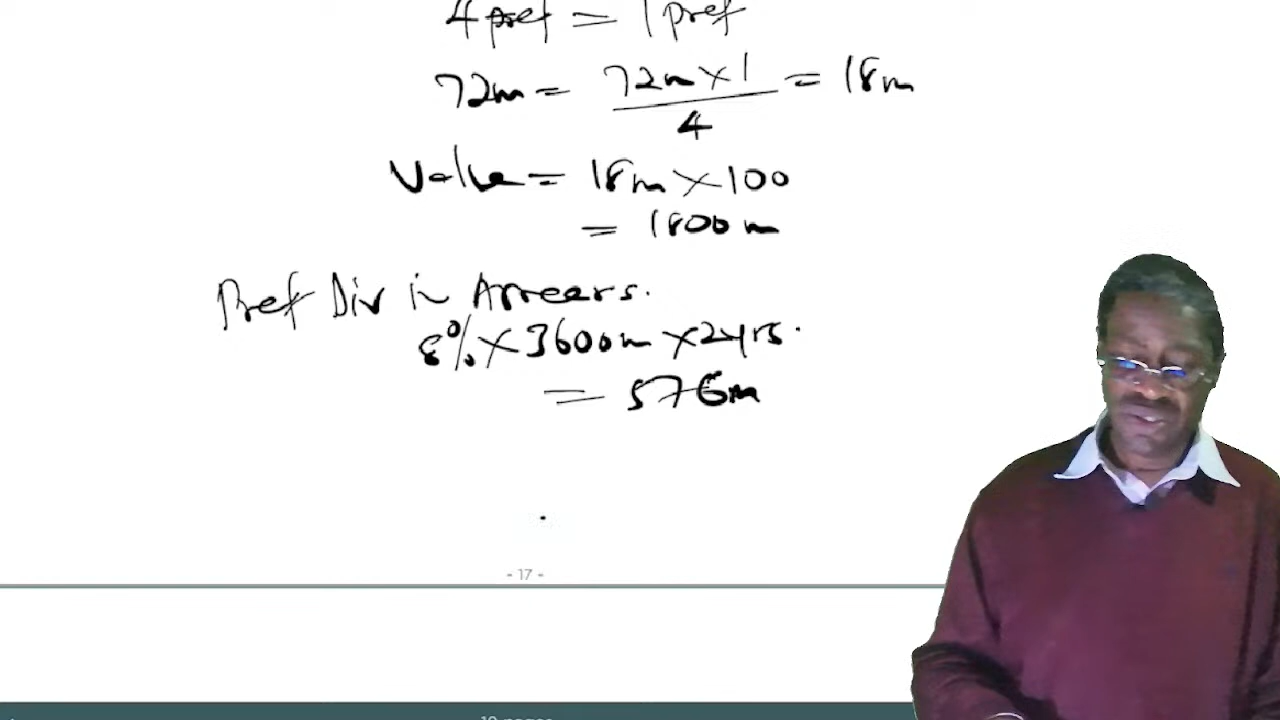 4 pref = 1 pref
72m = 72m × 1 = 18m
4
Value = 18m × 100
= 1800m
Pref Div in Arreers.
8% × 3600m × 2yrs.
= 576m
- 17 -